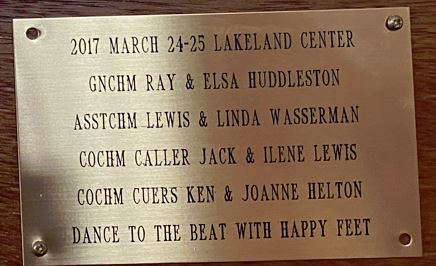 2017 MARCH 24-25 LAKELAND CENTER
GNCHM RAY & ELSA HUDDLESTON
ASSTCHM LEWIS & LINDA WASSERMAN
COCHM CALLER JACK & ILENE LEWIS
COCHM CUERS KEN & JOANNE HELTON
DANCE TO THE BEAT WITH HAPPY FEET